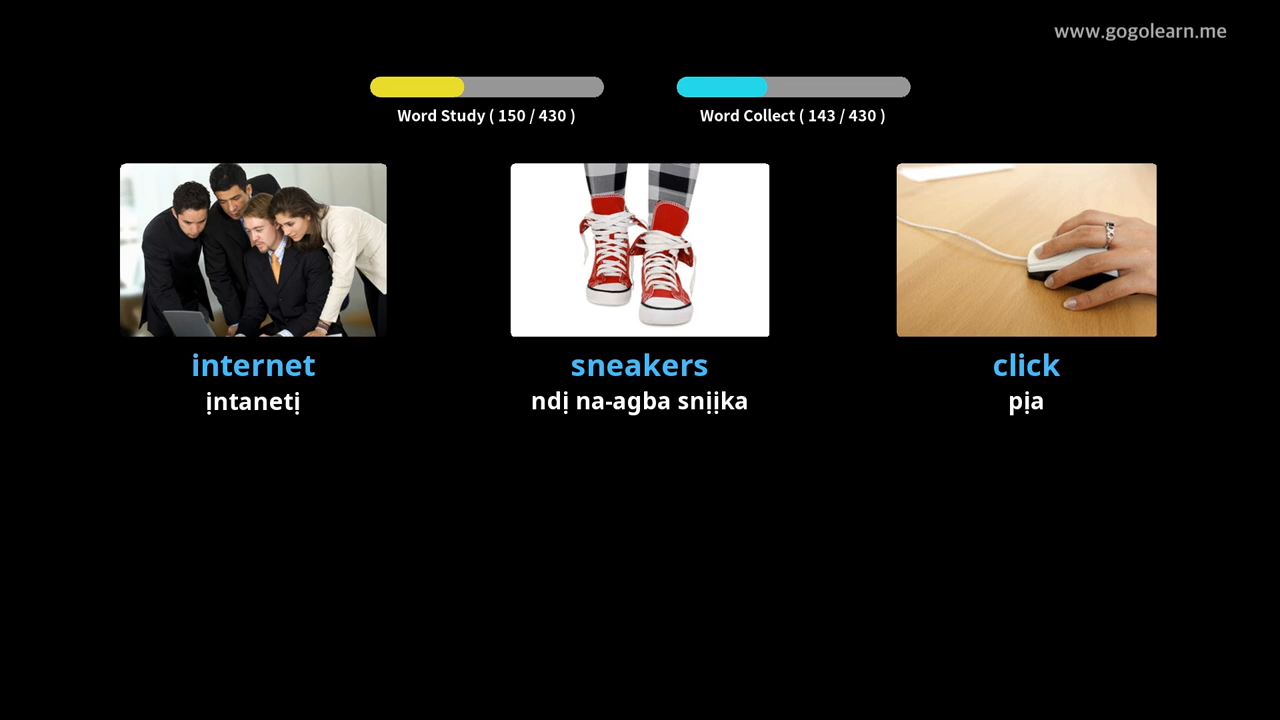 www.gogolearn.me
Word Study ( 150 / 430 )
Word Collect ( 143 / 430 )
internet
ịntanetị
sneakers
ndị na-agba snịịka
click
pịa